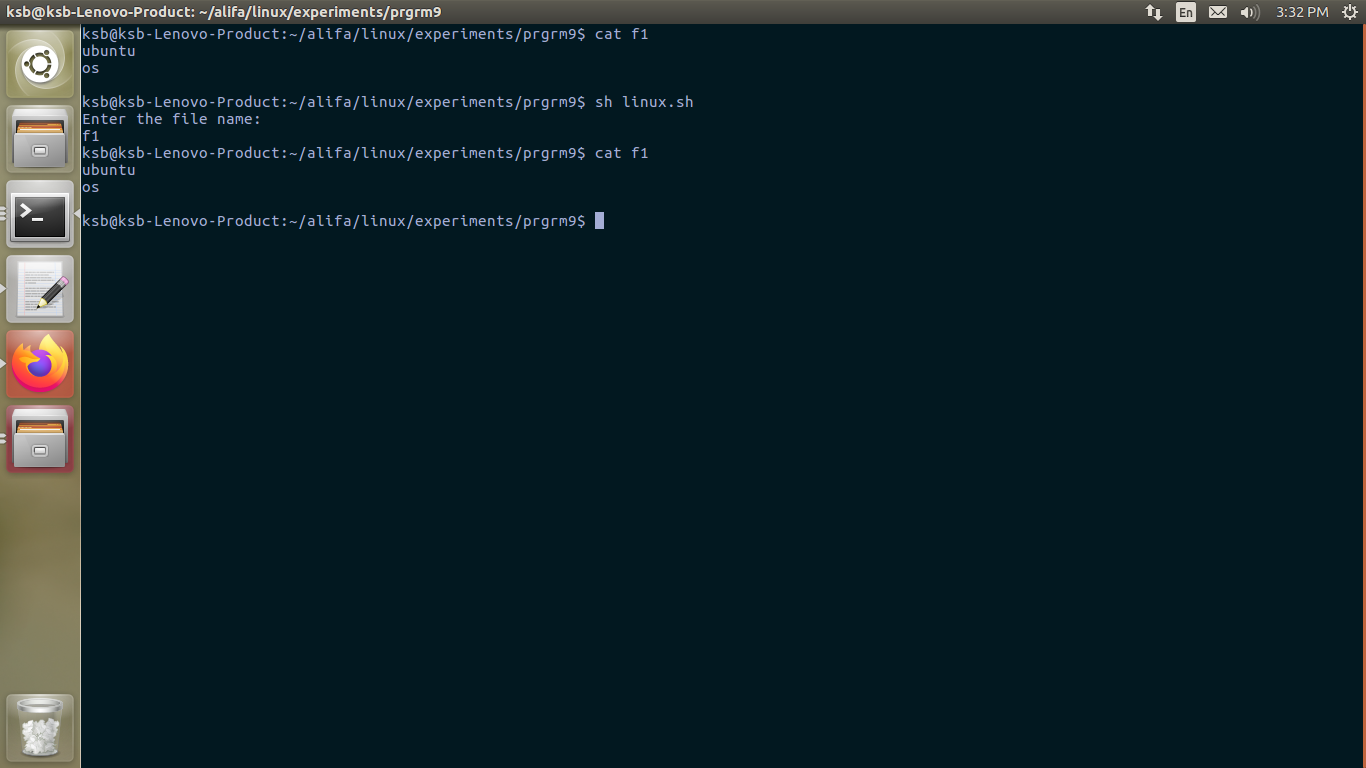 ksb@ksb-Lenovo-Product: ~/alifa/linux/experiments/prgrm9
En
3:32 PM
ksb@ksb-Lenovo-Product:~/alifa/linux/experiments/prgrm9$ cat f1
ubuntu
os
ksb@ksb-Lenovo-Product:~/alifa/linux/experiments/prgrm9$ sh linux.sh
Enter the file name:
f1
ksb@ksb-Lenovo-Product:~/alifa/linux/experiments/prgrm9$ cat f1
ubuntu
os
ksb@ksb-Lenovo-Product:~/alifa/linux/experiments/prgrm9$